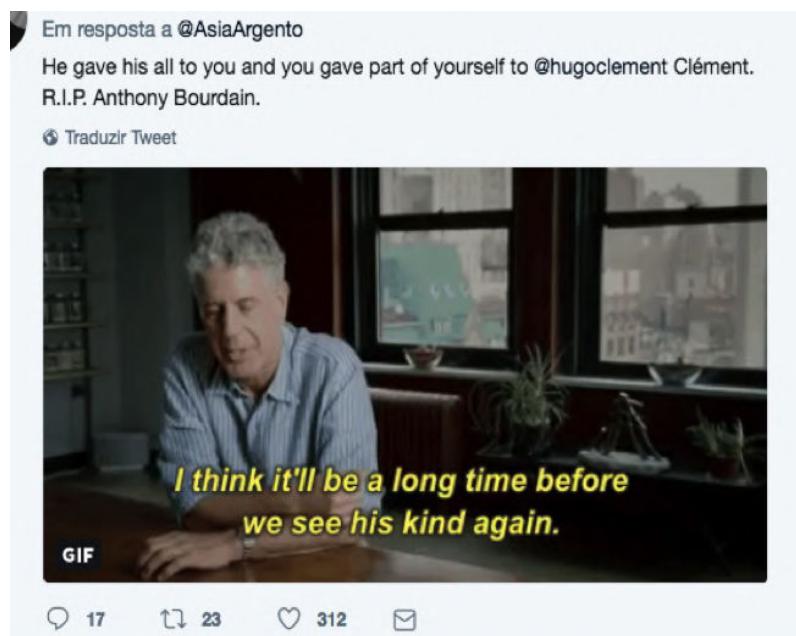 Em resposta a @AsiaArgento
He gave his all to you and you gave part of yourself to @hugoclement Clément.
R.I.P. Anthony Bourdain.
Traduzir Tweet
I think it'll be a long time before
we see his kind again.
GIF
17 23 312